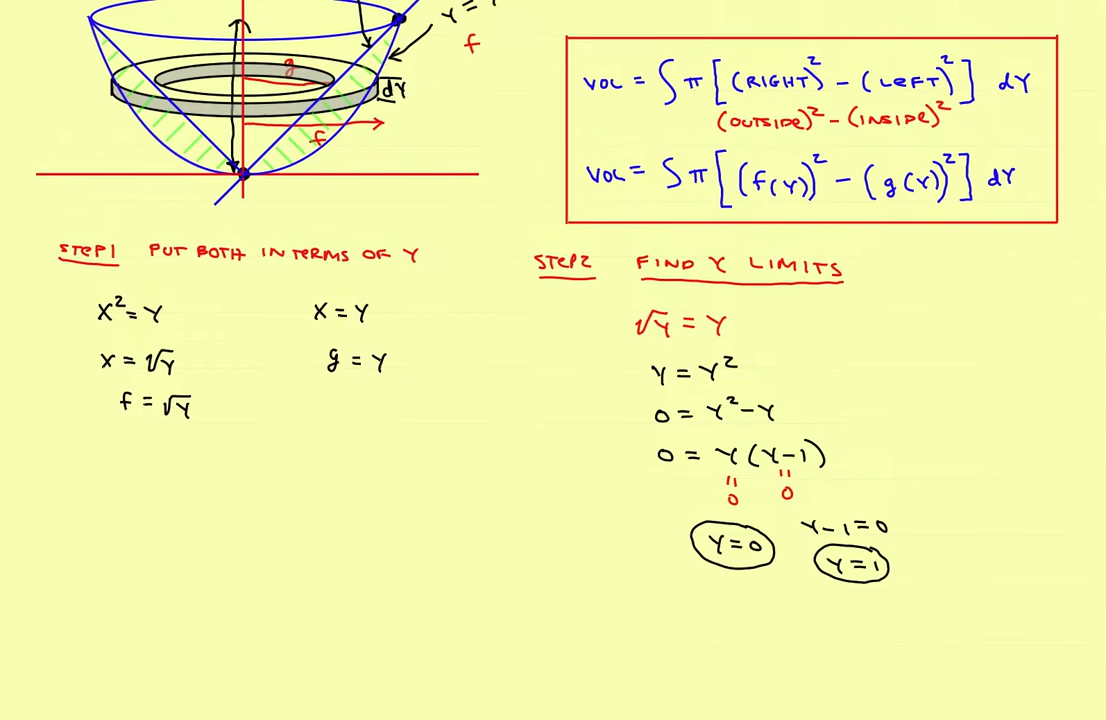 Y =
f
g
dY
f
VOL = ∫ π [(RIGHT)² − (LEFT)²] dY
(OUTSIDE)² − (INSIDE)²
VOL = ∫ π [(f(Y))² − (g(Y))²] dY
STEP1 PUT BOTH IN TERMS OF Y
X² = Y
X = √Y
f = √Y
X = Y
g = Y
STEP2 FIND Y LIMITS
√Y = Y
Y = Y²
0 = Y² − Y
0 = Y(Y−1)
" "
0 0
Y=0
Y−1=0
Y=1